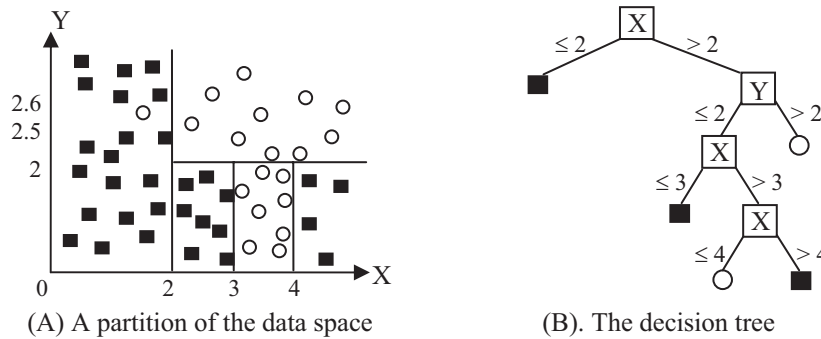 Y
2.6
2.5
2
0
2
3
4
X
(A) A partition of the data space
X
≤ 2
> 2
Y
≤ 2
> 2
X
≤ 3
> 3
X
≤ 4
> 4
(B). The decision tree